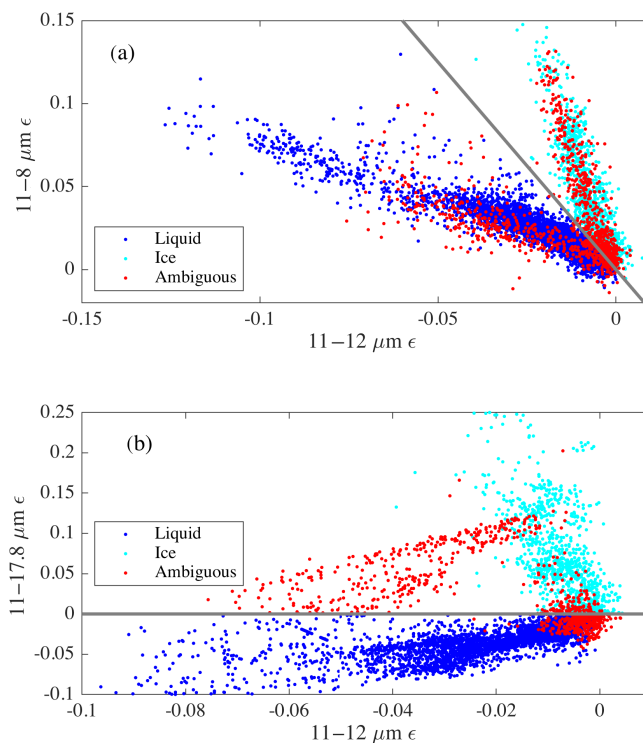 0.15
(a)
0.1
0.05
0
11−8 μm ϵ
Liquid
Ice
Ambiguous
-0.15
-0.1
-0.05
0
11−12 μm ϵ
0.25
(b)
0.2
0.15
0.1
0.05
0
-0.05
-0.1
11−17.8 μm ϵ
Liquid
Ice
Ambiguous
-0.1
-0.08
-0.06
-0.04
-0.02
0
11−12 μm ϵ